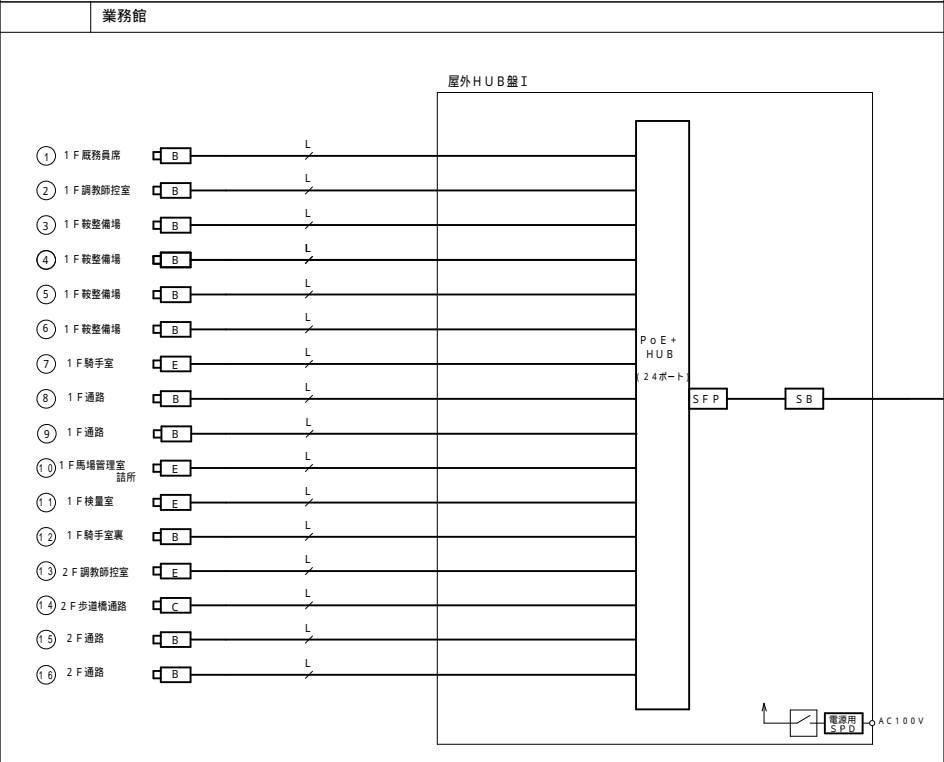 業務館
屋外HUB盤I
1 1F厩務員席 B L
2 1F調教師控室 B L
3 1F鞍整備場 B L
4 1F鞍整備場 B L
5 1F鞍整備場 B L
6 1F鞍整備場 B L
7 1F騎手室 E L
8 1F通路 B L
9 1F通路 B L
10 1F馬場管理室 E L
詰所
11 1F検量室 E L
12 1F騎手室裏 B L
13 2F調教師控室 E L
14 2F歩道橋通路 C L
15 2F通路 B L
16 2F通路 B L
PoE+
HUB
(24ポート)
SFP
SB
電源用
SPD
AC100V